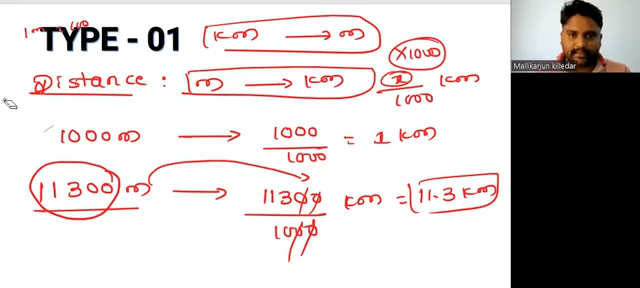 TYPE - 01
km → m
×1000
Distance : m → km x/1000 km
1000 m → 1000/1000 = 1 km
11300 m → 11300/1000 km = 11.3 km
Mallikarjun killedar